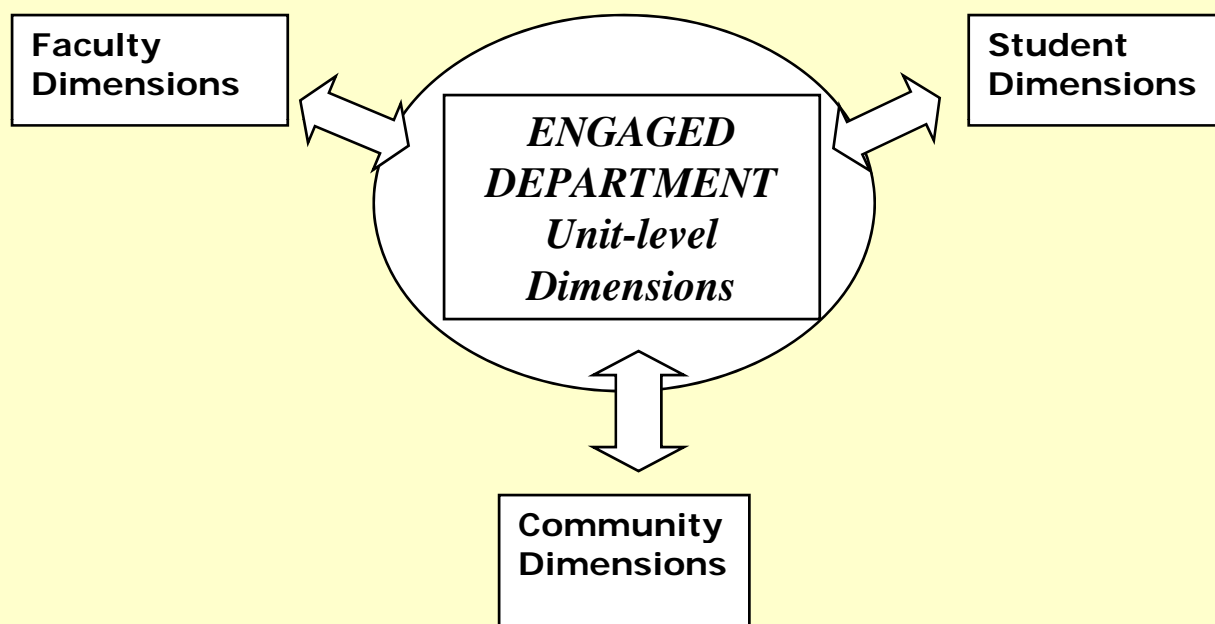 Faculty
Dimensions
ENGAGED
DEPARTMENT
Unit-level
Dimensions
Student
Dimensions
Community
Dimensions